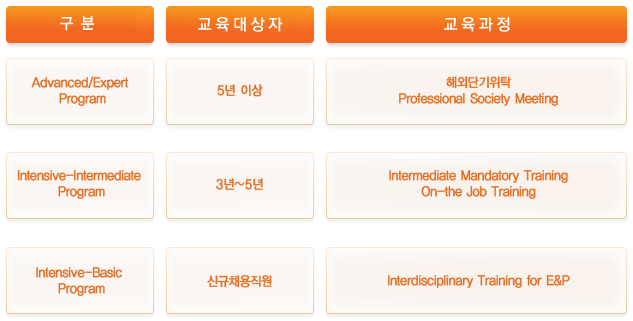 구 분
교육대상자
교육과정
Advanced/Expert
Program
5년 이상
해외단기위탁
Professional Society Meeting
Intensive-Intermediate
Program
3년~5년
Intermediate Mandatory Training
On-the Job Training
Intensive-Basic
Program
신규채용직원
Interdisciplinary Training for E&P